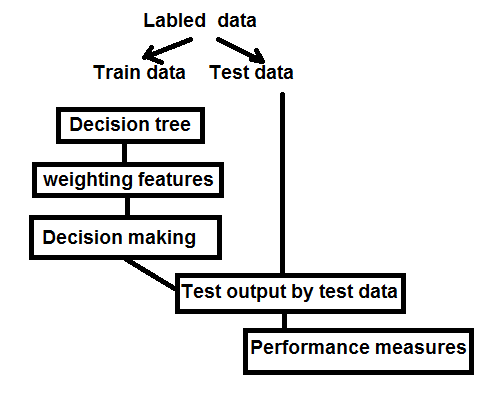 Labled data
Train data
Test data
Decision tree
weighting features
Decision making
Test output by test data
Performance measures